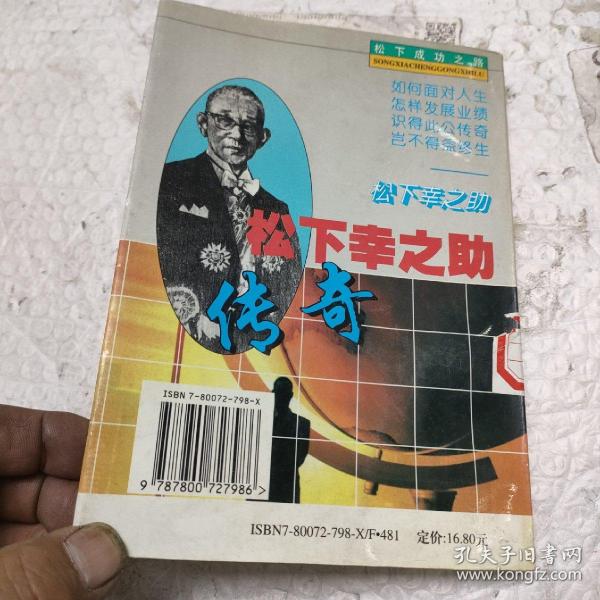 松下成功之路
SONGXIACHENGGONGZHILU
如何面对人生
怎样发展业绩
识得此公传奇
岂不得益终生
松下幸之助
松下幸之助
传奇
ISBN 7-80072-798-X
9 787800 727986 >
ISBN7-80072-798-X/F•481
定价:16.80元
孔夫子旧书网
www.kongfz.com